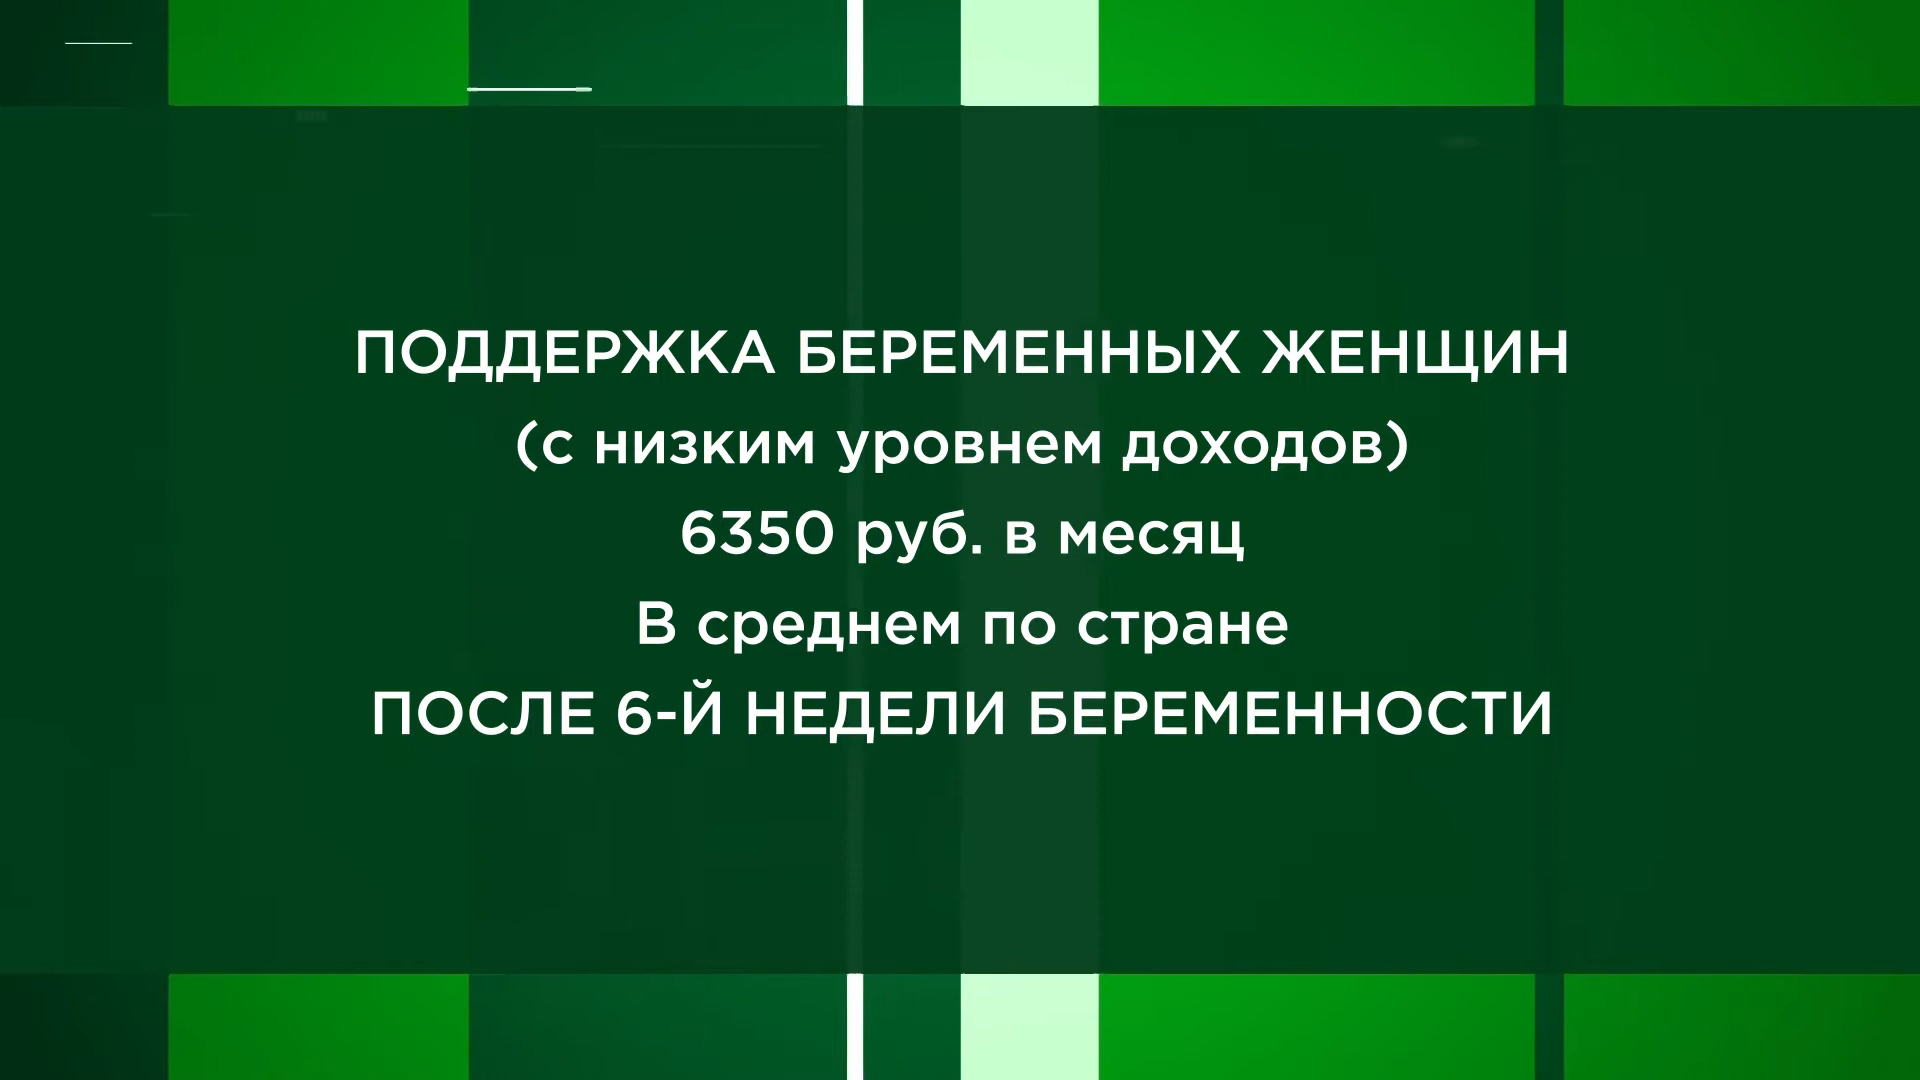 ПОДДЕРЖКА БЕРЕМЕННЫХ ЖЕНЩИН
(с низким уровнем доходов)
6350 руб. в месяц
В среднем по стране
ПОСЛЕ 6-Й НЕДЕЛИ БЕРЕМЕННОСТИ